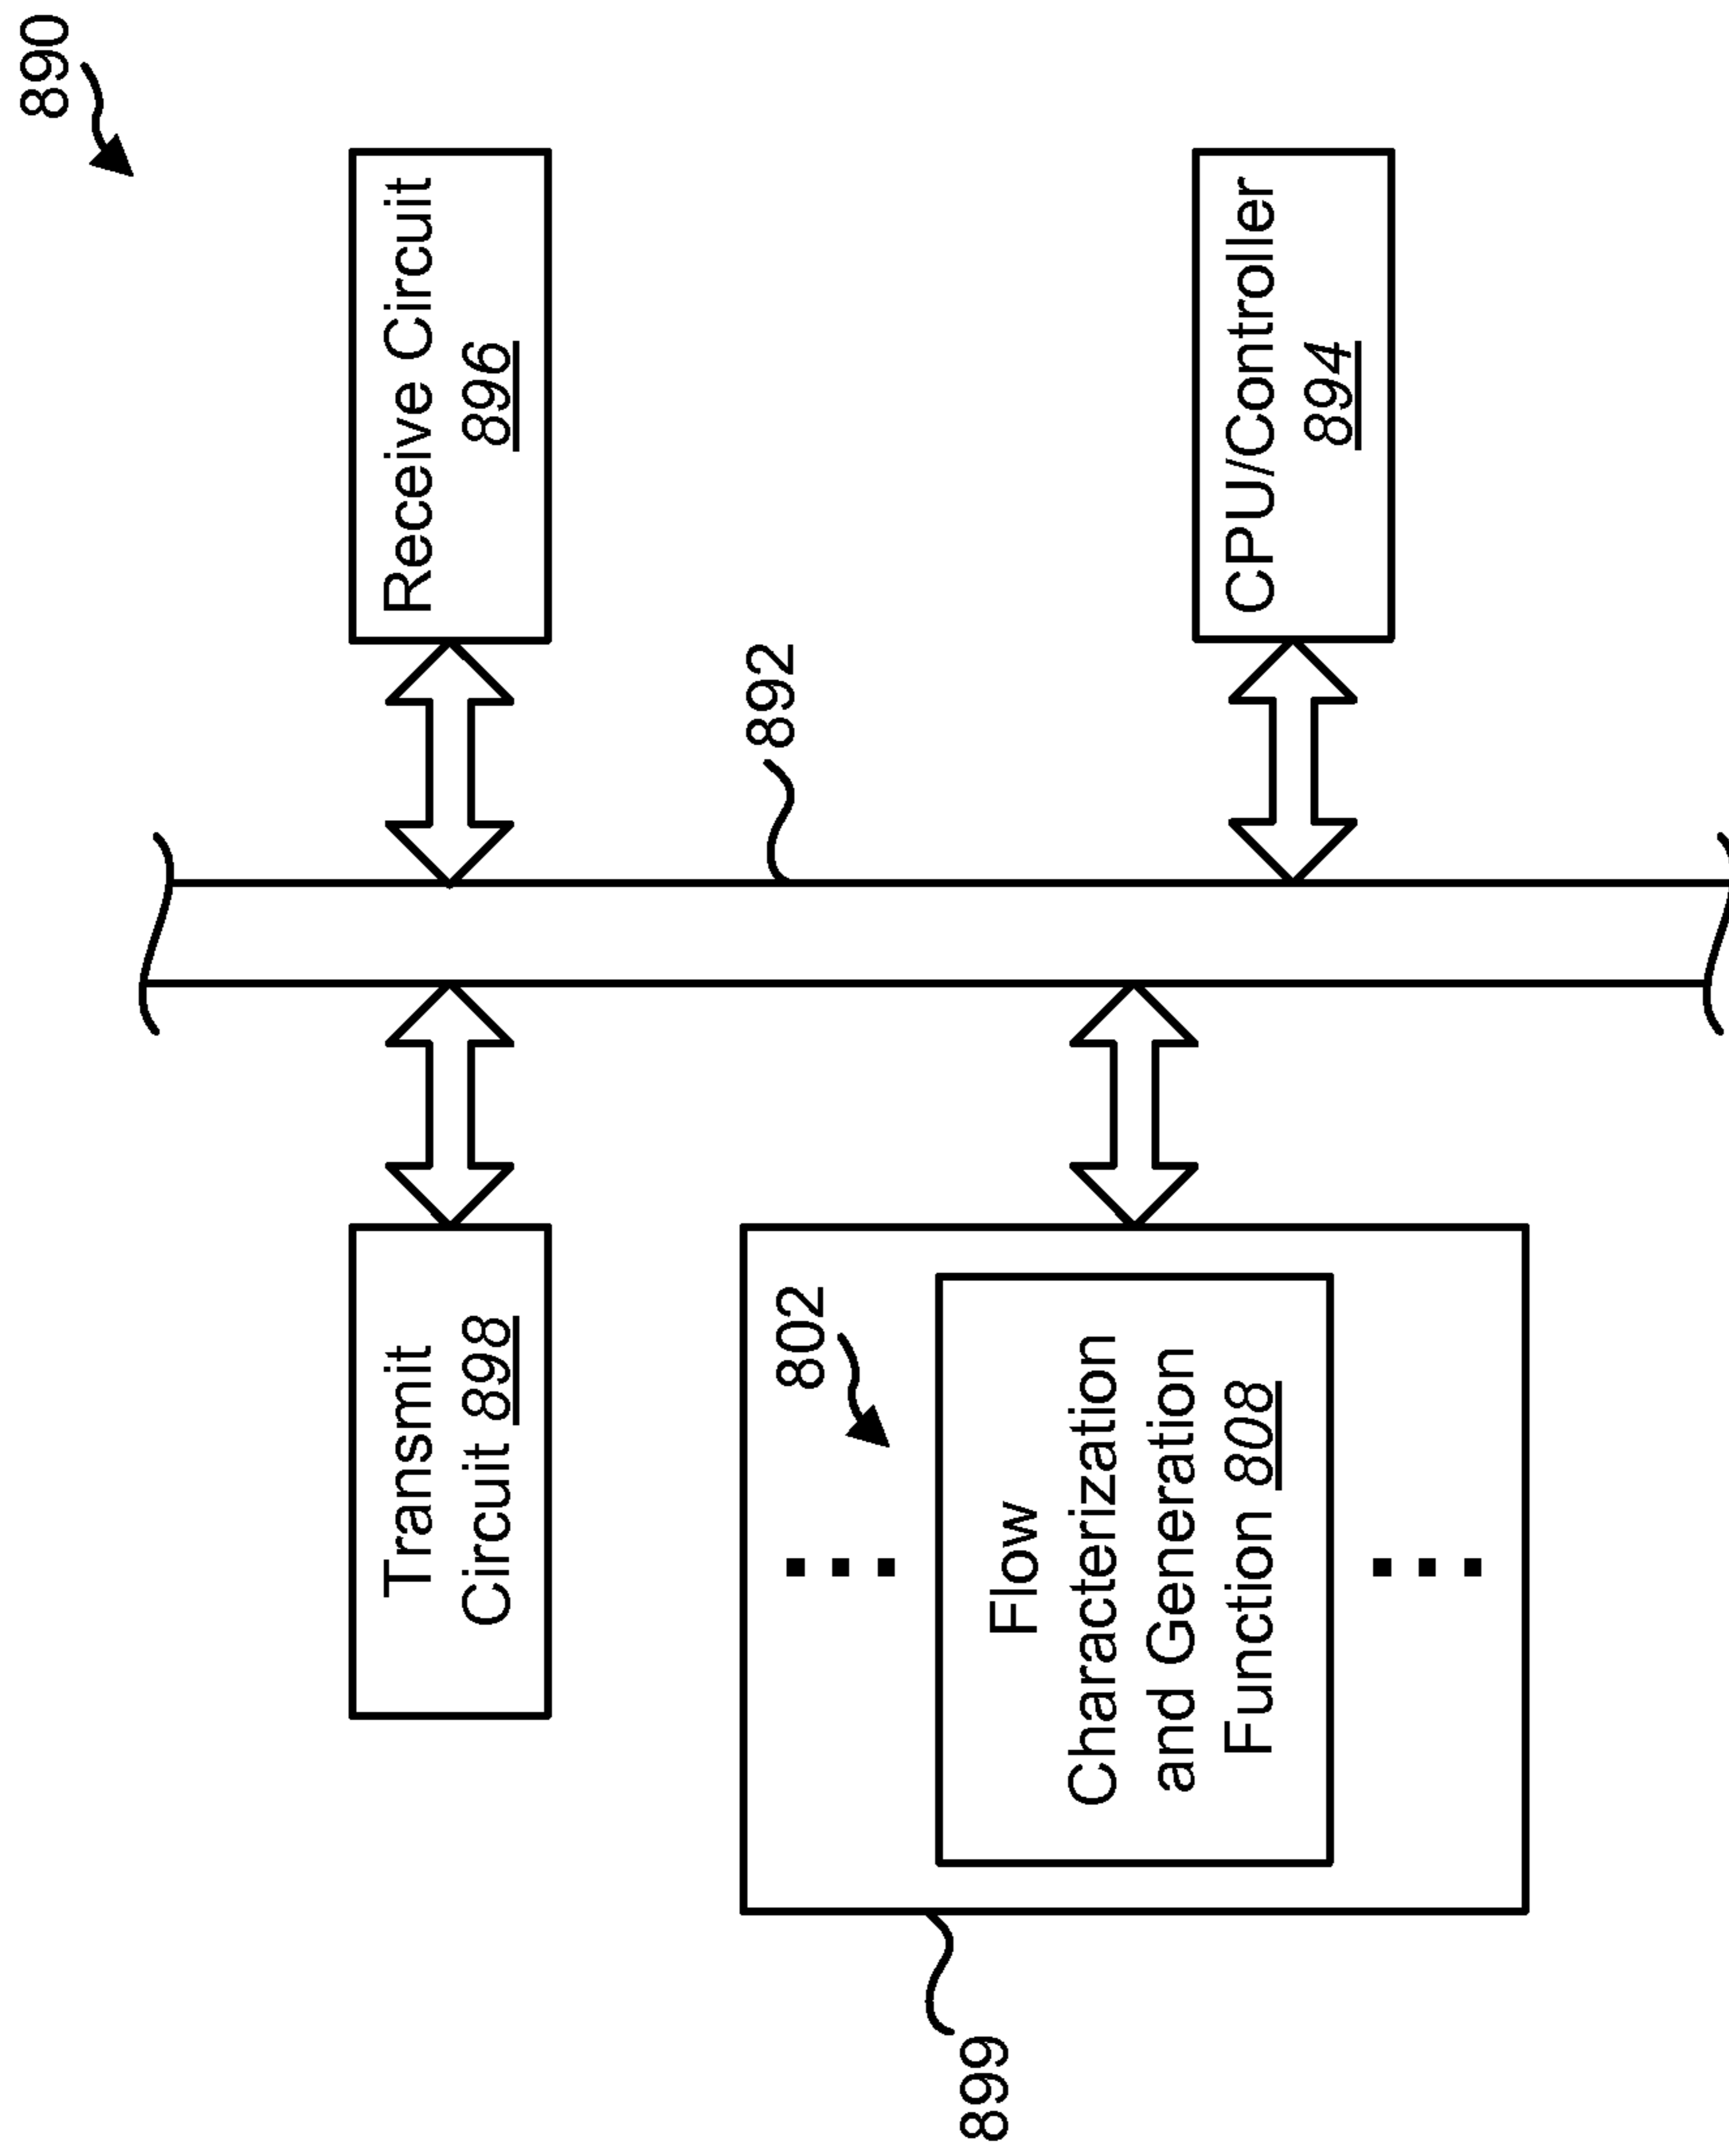 890
Receive Circuit
896
CPU/Controller
894
892
Transmit
Circuit 898
802
Flow
Characterization
and Generation
Function 808
899